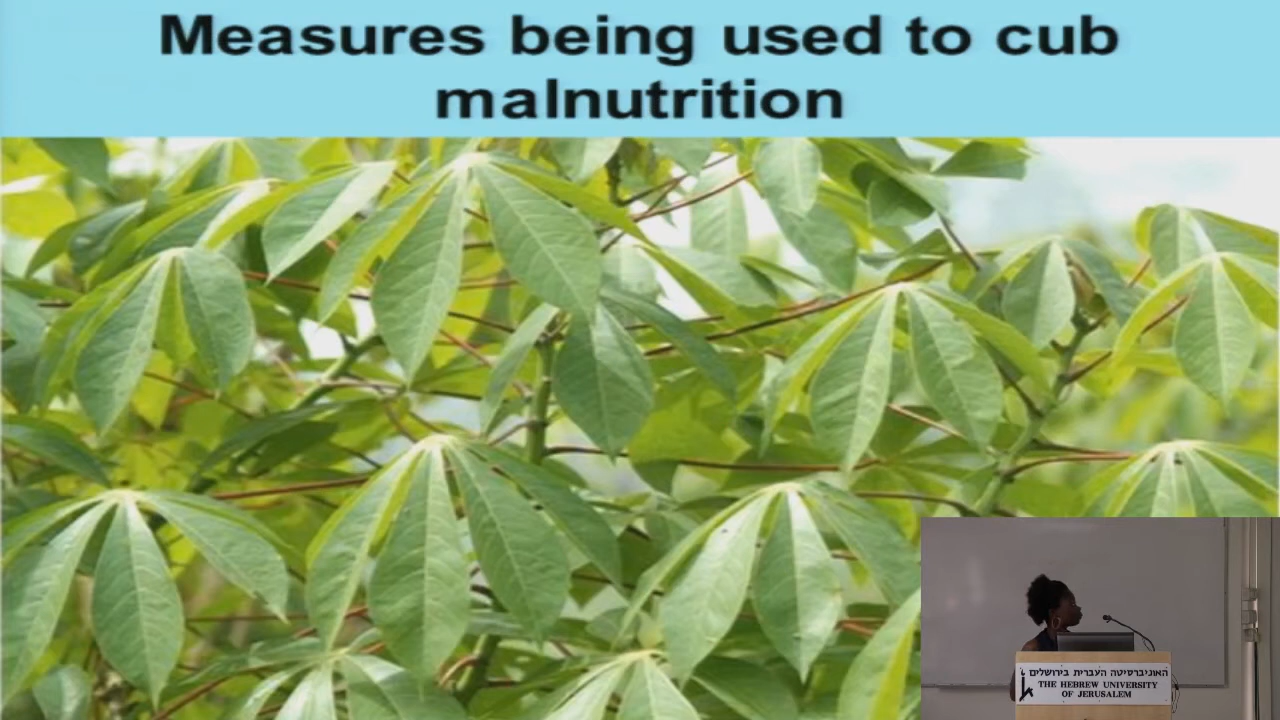 Measures being used to cub
malnutrition
האוניברסיטה העברית בירושלים
THE HEBREW UNIVERSITY
OF JERUSALEM